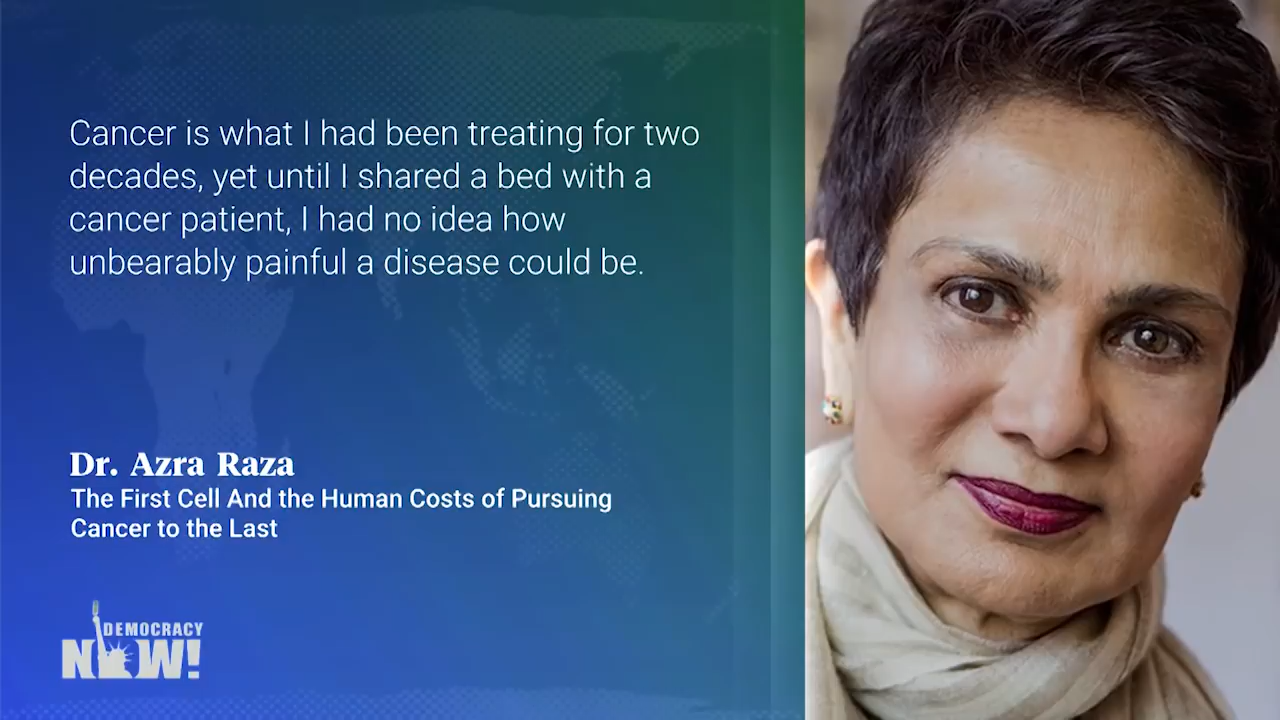 Cancer is what I had been treating for two
decades, yet until I shared a bed with a
cancer patient, I had no idea how
unbearably painful a disease could be.
Dr. Azra Raza
The First Cell And the Human Costs of Pursuing
Cancer to the Last
DEMOCRACY
NOW!